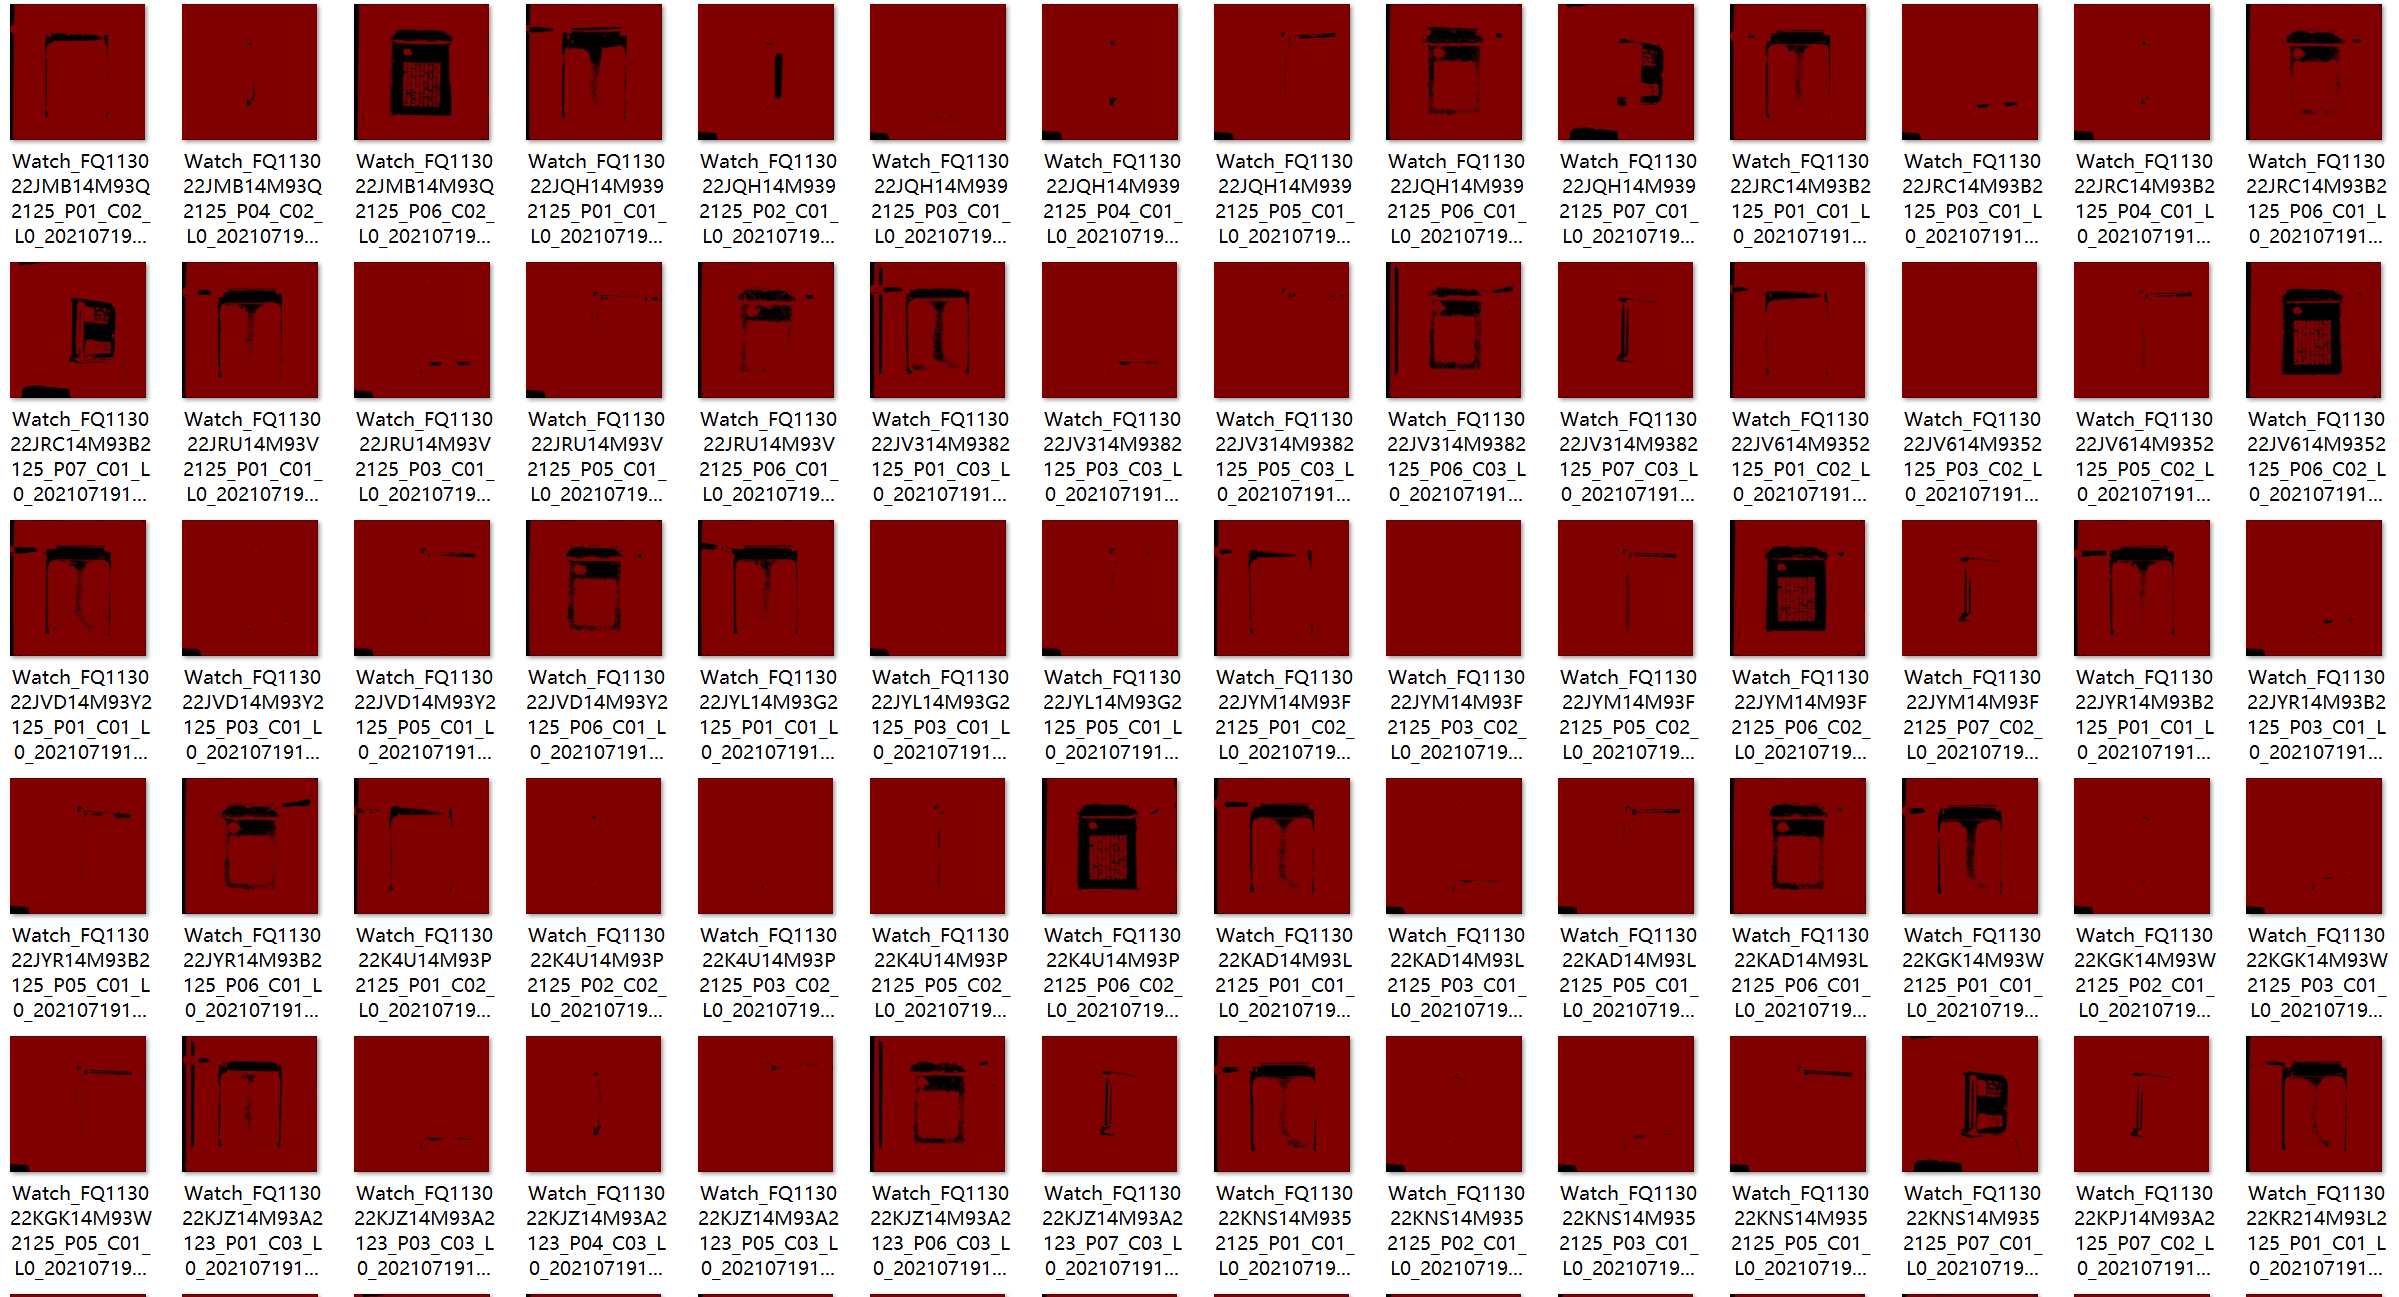 Watch_FQ1130
22JMB14M93Q
2125_P01_C02_
L0_20210719...
Watch_FQ1130
22JMB14M93Q
2125_P04_C02_
L0_20210719...
Watch_FQ1130
22JMB14M93Q
2125_P06_C02_
L0_20210719...
Watch_FQ1130
22JQH14M939
2125_P01_C01_
L0_20210719...
Watch_FQ1130
22JQH14M939
2125_P02_C01_
L0_20210719...
Watch_FQ1130
22JQH14M939
2125_P03_C01_
L0_20210719...
Watch_FQ1130
22JQH14M939
2125_P04_C01_
L0_20210719...
Watch_FQ1130
22JQH14M939
2125_P05_C01_
L0_20210719...
Watch_FQ1130
22JQH14M939
2125_P06_C01_
L0_20210719...
Watch_FQ1130
22JQH14M939
2125_P07_C01_
L0_20210719...
Watch_FQ1130
22JRC14M93B2
125_P01_C01_L
0_202107191...
Watch_FQ1130
22JRC14M93B2
125_P03_C01_L
0_202107191...
Watch_FQ1130
22JRC14M93B2
125_P04_C01_L
0_202107191...
Watch_FQ1130
22JRC14M93B2
125_P06_C01_L
0_202107191...
Watch_FQ1130
22JRC14M93B2
125_P07_C01_L
0_202107191...
Watch_FQ1130
22JRU14M93V
2125_P01_C01_
L0_20210719...
Watch_FQ1130
22JRU14M93V
2125_P03_C01_
L0_20210719...
Watch_FQ1130
22JRU14M93V
2125_P05_C01_
L0_20210719...
Watch_FQ1130
22JRU14M93V
2125_P06_C01_
L0_20210719...
Watch_FQ1130
22JV314M9382
125_P01_C03_L
0_202107191...
Watch_FQ1130
22JV314M9382
125_P03_C03_L
0_202107191...
Watch_FQ1130
22JV314M9382
125_P05_C03_L
0_202107191...
Watch_FQ1130
22JV314M9382
125_P06_C03_L
0_202107191...
Watch_FQ1130
22JV314M9382
125_P07_C03_L
0_202107191...
Watch_FQ1130
22JV614M9352
125_P01_C02_L
0_202107191...
Watch_FQ1130
22JV614M9352
125_P03_C02_L
0_202107191...
Watch_FQ1130
22JV614M9352
125_P05_C02_L
0_202107191...
Watch_FQ1130
22JV614M9352
125_P06_C02_L
0_202107191...
Watch_FQ1130
22JVD14M93Y2
125_P01_C01_L
0_202107191...
Watch_FQ1130
22JVD14M93Y2
125_P03_C01_L
0_202107191...
Watch_FQ1130
22JVD14M93Y2
125_P05_C01_L
0_202107191...
Watch_FQ1130
22JVD14M93Y2
125_P06_C01_L
0_202107191...
Watch_FQ1130
22JYL14M93G2
125_P01_C01_L
0_202107191...
Watch_FQ1130
22JYL14M93G2
125_P03_C01_L
0_202107191...
Watch_FQ1130
22JYL14M93G2
125_P05_C01_L
0_202107191...
Watch_FQ1130
22JYM14M93F
2125_P01_C02_
L0_20210719...
Watch_FQ1130
22JYM14M93F
2125_P03_C02_
L0_20210719...
Watch_FQ1130
22JYM14M93F
2125_P05_C02_
L0_20210719...
Watch_FQ1130
22JYM14M93F
2125_P06_C02_
L0_20210719...
Watch_FQ1130
22JYM14M93F
2125_P07_C02_
L0_20210719...
Watch_FQ1130
22JYR14M93B2
125_P01_C01_L
0_202107191...
Watch_FQ1130
22JYR14M93B2
125_P03_C01_L
0_202107191...
Watch_FQ1130
22JYR14M93B2
125_P05_C01_L
0_202107191...
Watch_FQ1130
22JYR14M93B2
125_P06_C01_L
0_202107191...
Watch_FQ1130
22K4U14M93P
2125_P01_C02_
L0_20210719...
Watch_FQ1130
22K4U14M93P
2125_P02_C02_
L0_20210719...
Watch_FQ1130
22K4U14M93P
2125_P03_C02_
L0_20210719...
Watch_FQ1130
22K4U14M93P
2125_P05_C02_
L0_20210719...
Watch_FQ1130
22K4U14M93P
2125_P06_C02_
L0_20210719...
Watch_FQ1130
22KAD14M93L
2125_P01_C01_
L0_20210719...
Watch_FQ1130
22KAD14M93L
2125_P03_C01_
L0_20210719...
Watch_FQ1130
22KAD14M93L
2125_P05_C01_
L0_20210719...
Watch_FQ1130
22KAD14M93L
2125_P06_C01_
L0_20210719...
Watch_FQ1130
22KGK14M93W
2125_P01_C01_
L0_20210719...
Watch_FQ1130
22KGK14M93W
2125_P02_C01_
L0_20210719...
Watch_FQ1130
22KGK14M93W
2125_P03_C01_
L0_20210719...
Watch_FQ1130
22KGK14M93W
2125_P05_C01_
L0_20210719...
Watch_FQ1130
22KJZ14M93A2
123_P01_C03_L
0_202107191...
Watch_FQ1130
22KJZ14M93A2
123_P03_C03_L
0_202107191...
Watch_FQ1130
22KJZ14M93A2
123_P04_C03_L
0_202107191...
Watch_FQ1130
22KJZ14M93A2
123_P05_C03_L
0_202107191...
Watch_FQ1130
22KJZ14M93A2
123_P06_C03_L
0_202107191...
Watch_FQ1130
22KJZ14M93A2
123_P07_C03_L
0_202107191...
Watch_FQ1130
22KNS14M935
2125_P01_C01_
L0_20210719...
Watch_FQ1130
22KNS14M935
2125_P02_C01_
L0_20210719...
Watch_FQ1130
22KNS14M935
2125_P03_C01_
L0_20210719...
Watch_FQ1130
22KNS14M935
2125_P05_C01_
L0_20210719...
Watch_FQ1130
22KNS14M935
2125_P07_C01_
L0_20210719...
Watch_FQ1130
22KPJ14M93A2
125_P07_C02_L
0_202107191...
Watch_FQ1130
22KR214M93L2
125_P01_C01_L
0_202107191...